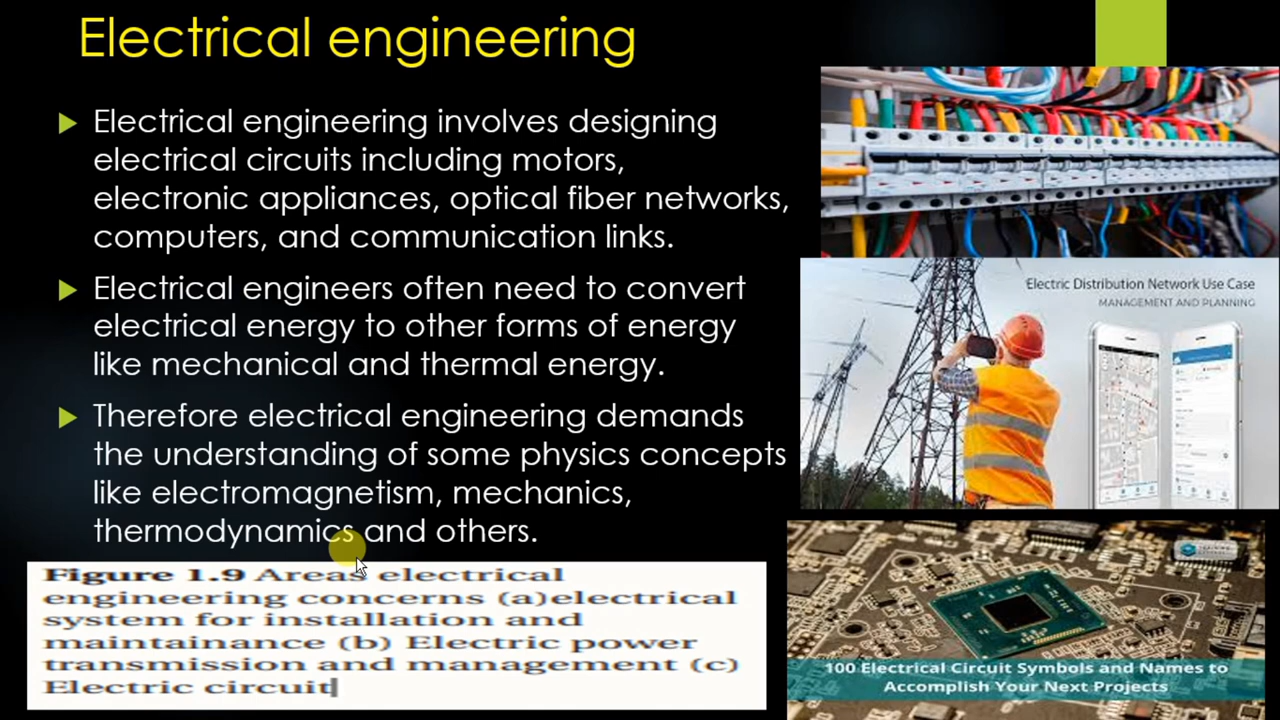 Electrical engineering
Electrical engineering involves designing
electrical circuits including motors,
electronic appliances, optical fiber networks,
computers, and communication links.
Electrical engineers often need to convert
electrical energy to other forms of energy
like mechanical and thermal energy.
Therefore electrical engineering demands
the understanding of some physics concepts
like electromagnetism, mechanics,
thermodynamics and others.
Figure 1.9 Areas electrical
engineering concerns (a)electrical
system for installation and
maintainance (b) Electric power
transmission and management (c)
Electric circuit
Electric Distribution Network Use Case
MANAGEMENT AND PLANNING
100 Electrical Circuit Symbols and Names to
Accomplish Your Next Projects